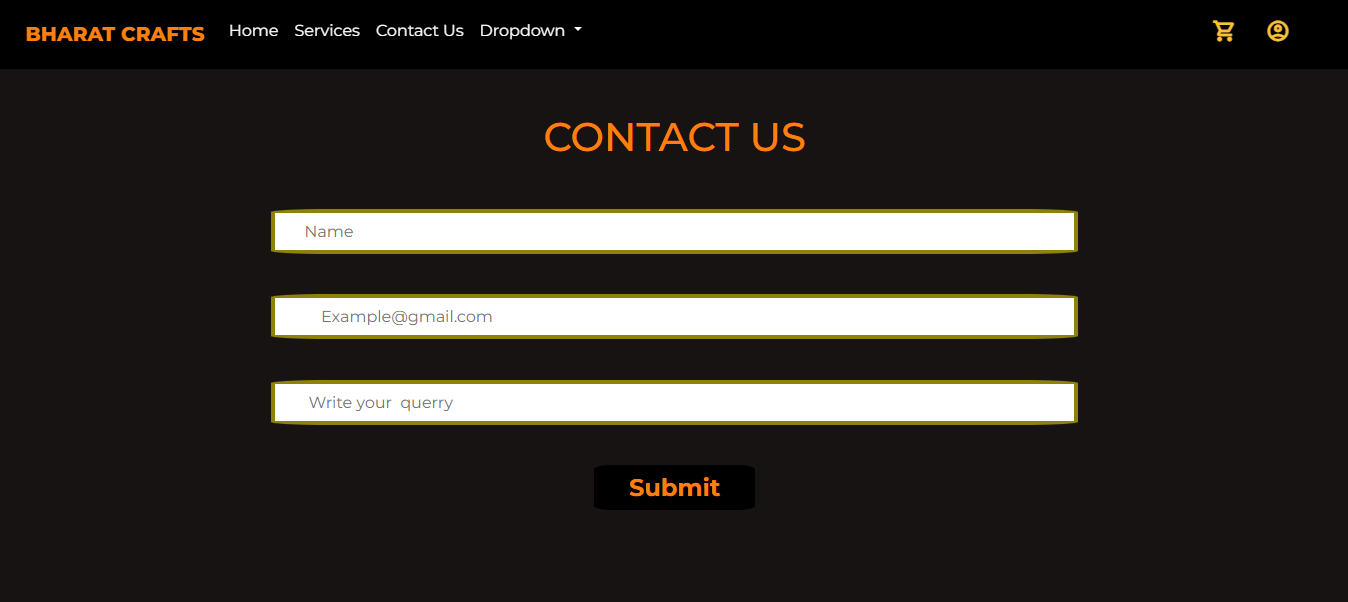 BHARAT CRAFTS Home Services Contact Us Dropdown
CONTACT US
Name
Example@gmail.com
Write your querry
Submit